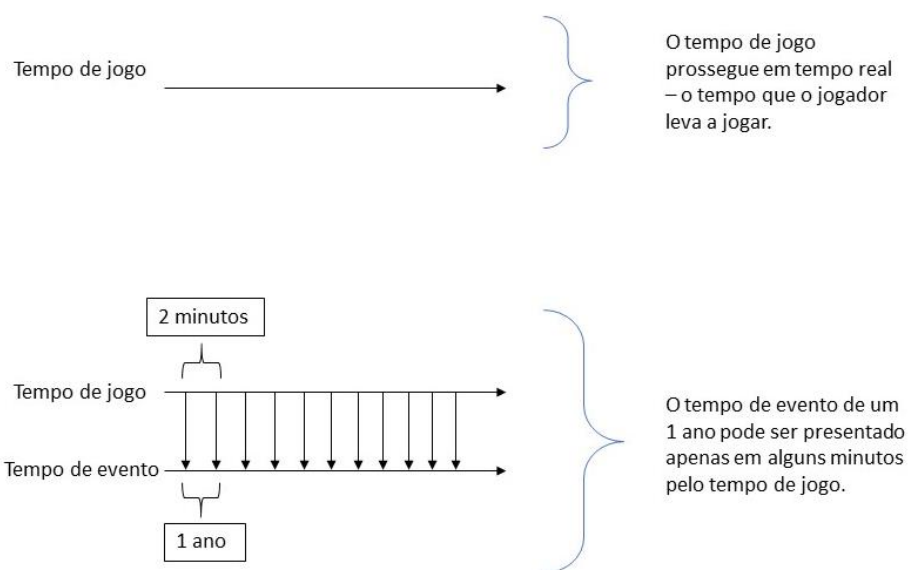 Tempo de jogo
O tempo de jogo
prossegue em tempo real
– o tempo que o jogador
leva a jogar.
2 minutos
Tempo de jogo
Tempo de evento
1 ano
O tempo de evento de um
1 ano pode ser presentado
apenas em alguns minutos
pelo tempo de jogo.